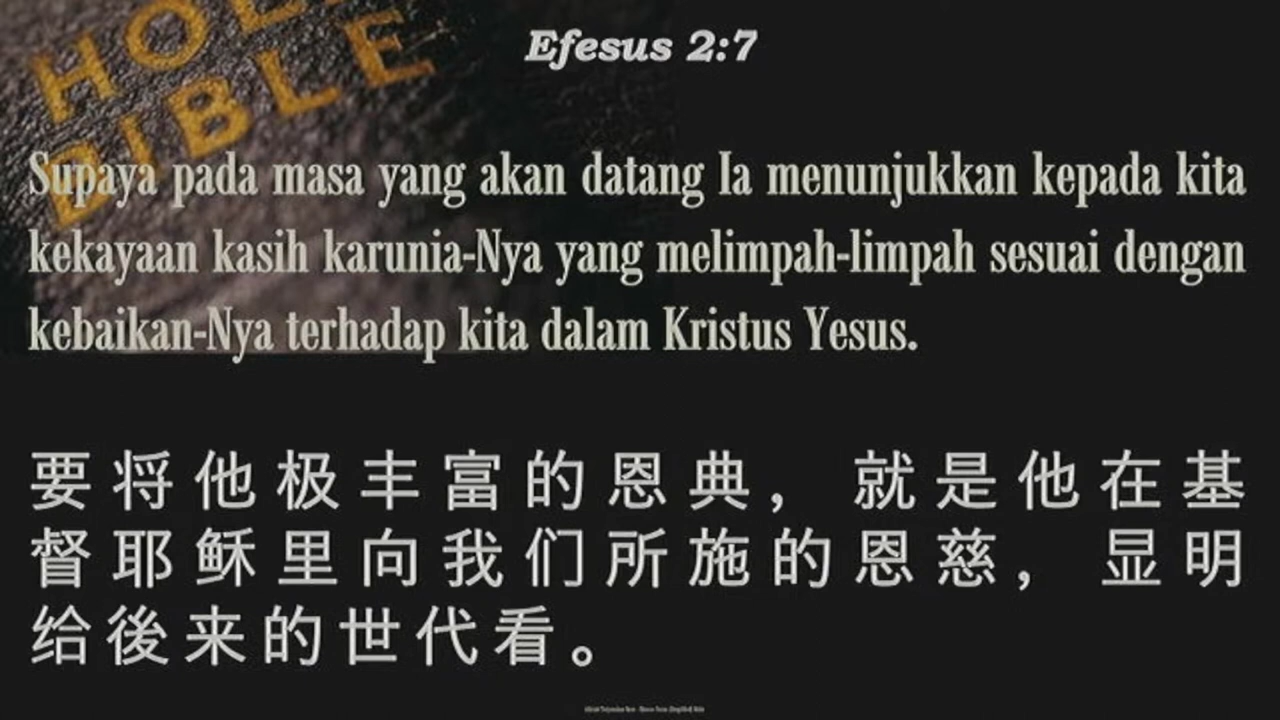 HOL
BIBLE
Efesus 2:7
Supaya pada masa yang akan datang Ia menunjukkan kepada kita
kekayaan kasih karunia-Nya yang melimpah-limpah sesuai dengan
kebaikan-Nya terhadap kita dalam Kristus Yesus.
要将他极丰富的恩典，就是他在基
督耶稣里向我们所施的恩慈，显明
给後来的世代看。